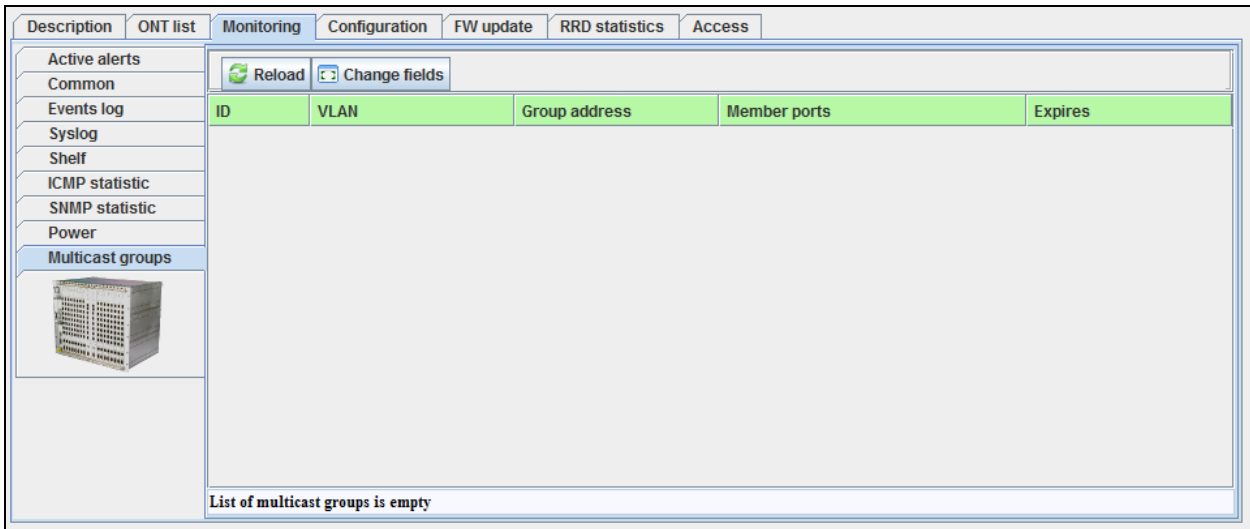 Description ONT list Monitoring Configuration FW update RRD statistics Access
Active alerts
Common
Events log
Syslog
Shelf
ICMP statistic
SNMP statistic
Power
Multicast groups
Reload Change fields
ID VLAN Group address Member ports Expires
List of multicast groups is empty